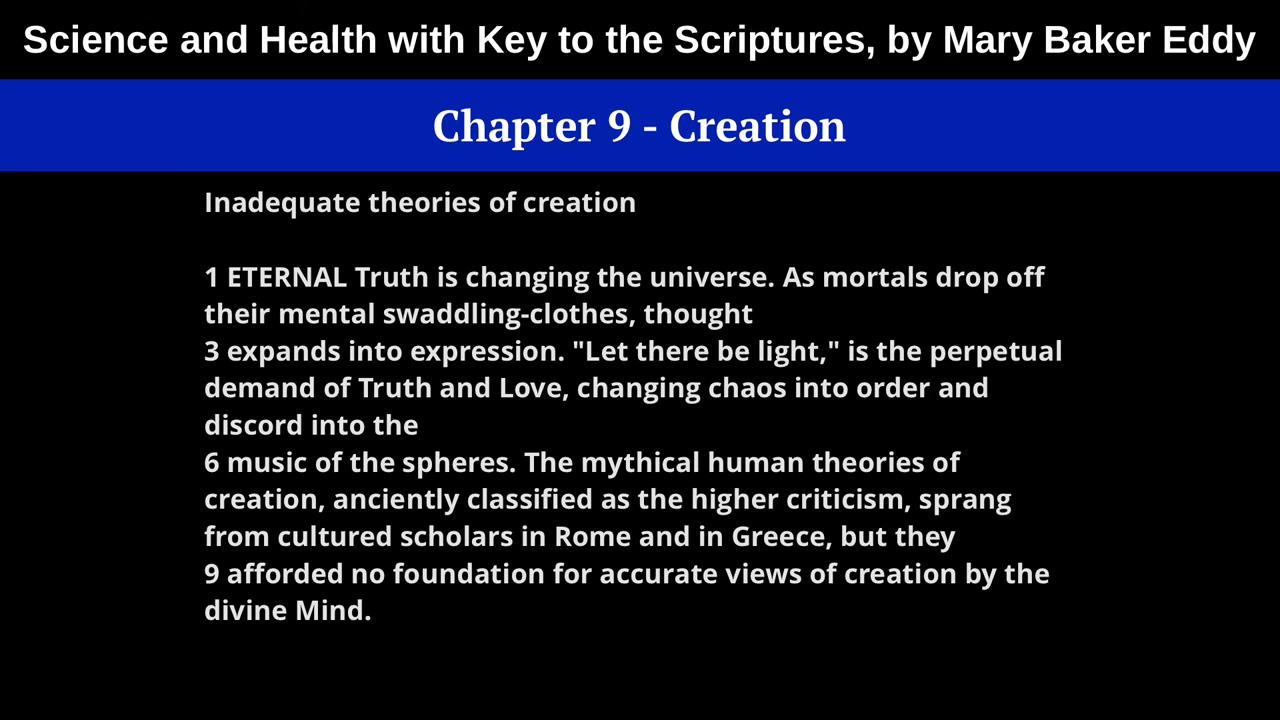 Science and Health with Key to the Scriptures, by Mary Baker Eddy
Chapter 9 - Creation
Inadequate theories of creation
1 ETERNAL Truth is changing the universe. As mortals drop off
their mental swaddling-clothes, thought
3 expands into expression. "Let there be light," is the perpetual
demand of Truth and Love, changing chaos into order and
discord into the
6 music of the spheres. The mythical human theories of
creation, anciently classified as the higher criticism, sprang
from cultured scholars in Rome and in Greece, but they
9 afforded no foundation for accurate views of creation by the
divine Mind.